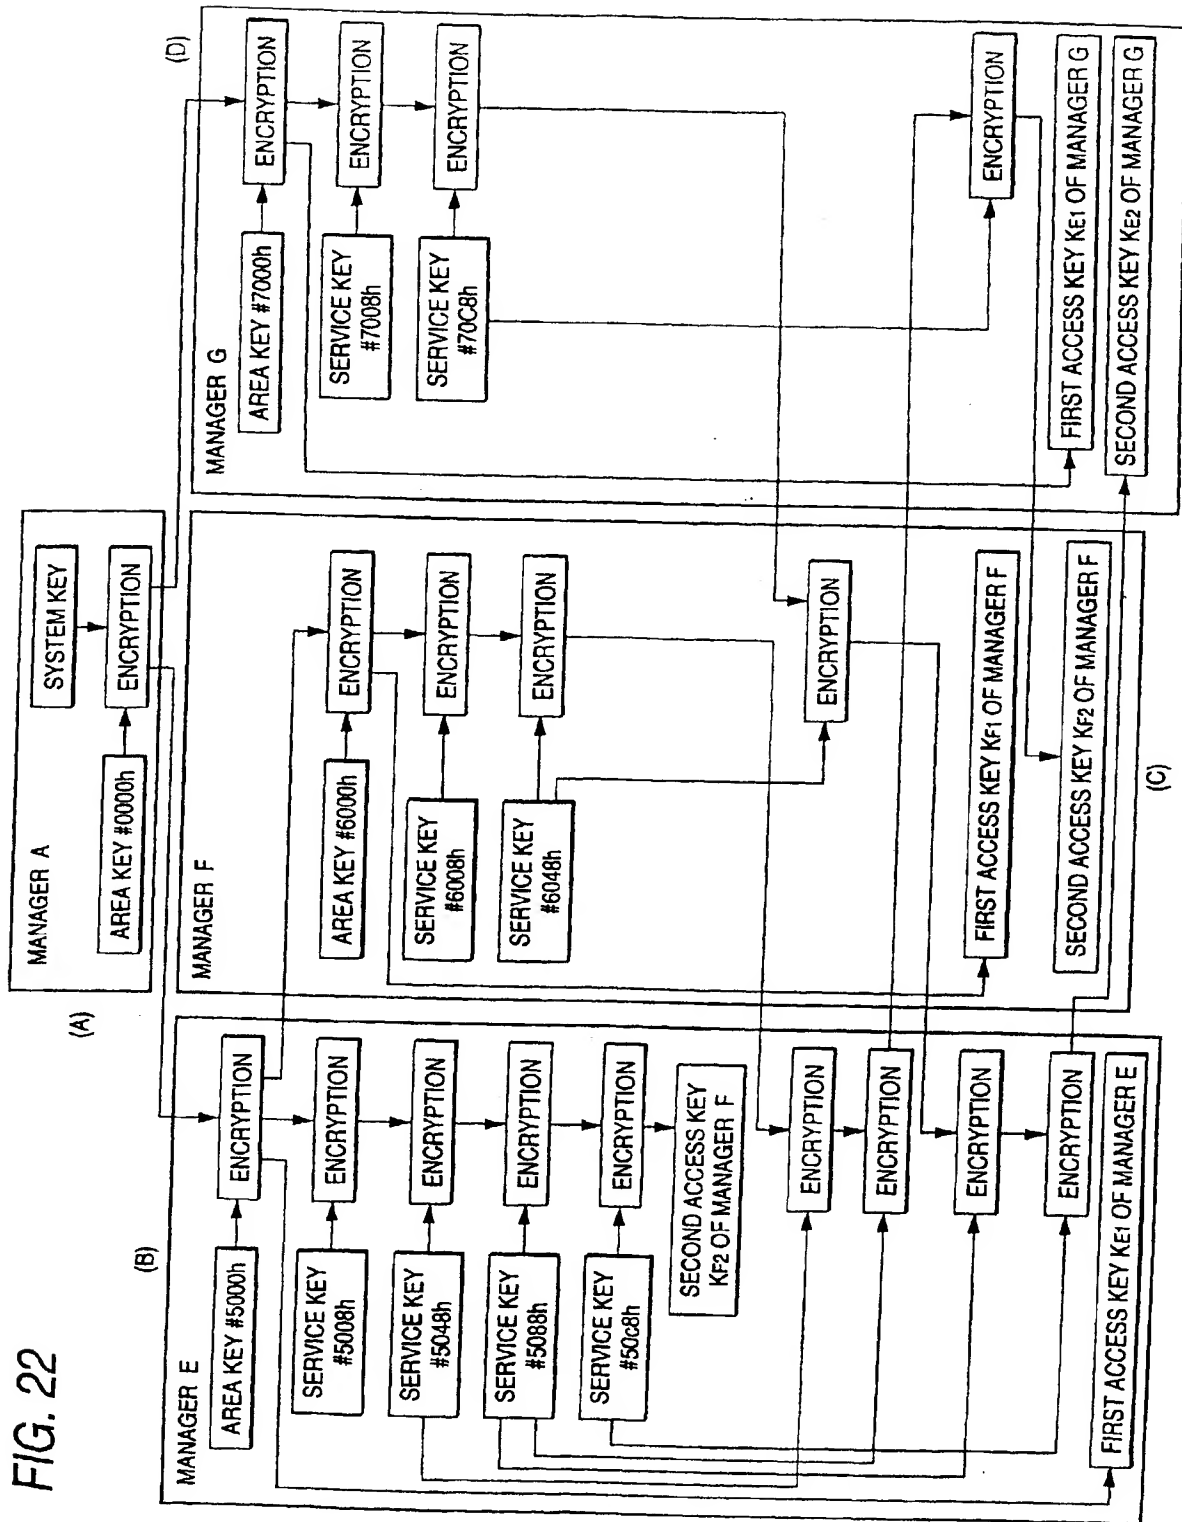 FIG. 22
(A)
MANAGER A
SYSTEM KEY
AREA KEY #0000h
ENCRYPTION
(B)
MANAGER E
AREA KEY #5000h
ENCRYPTION
SERVICE KEY
#5008h
ENCRYPTION
SERVICE KEY
#5048h
ENCRYPTION
SERVICE KEY
#5088h
ENCRYPTION
SERVICE KEY
#50c8h
ENCRYPTION
SECOND ACCESS KEY
KF2 OF MANAGER F
ENCRYPTION
ENCRYPTION
ENCRYPTION
ENCRYPTION
FIRST ACCESS KEY KE1 OF MANAGER E
MANAGER F
AREA KEY #6000h
ENCRYPTION
SERVICE KEY
#6008h
ENCRYPTION
SERVICE KEY
#6048h
ENCRYPTION
ENCRYPTION
FIRST ACCESS KEY KF1 OF MANAGER F
SECOND ACCESS KEY KF2 OF MANAGER F
(C)
(D)
MANAGER G
AREA KEY #7000h
ENCRYPTION
SERVICE KEY
#7008h
ENCRYPTION
SERVICE KEY
#70C8h
ENCRYPTION
ENCRYPTION
FIRST ACCESS KEY KE1 OF MANAGER G
SECOND ACCESS KEY KE2 OF MANAGER G